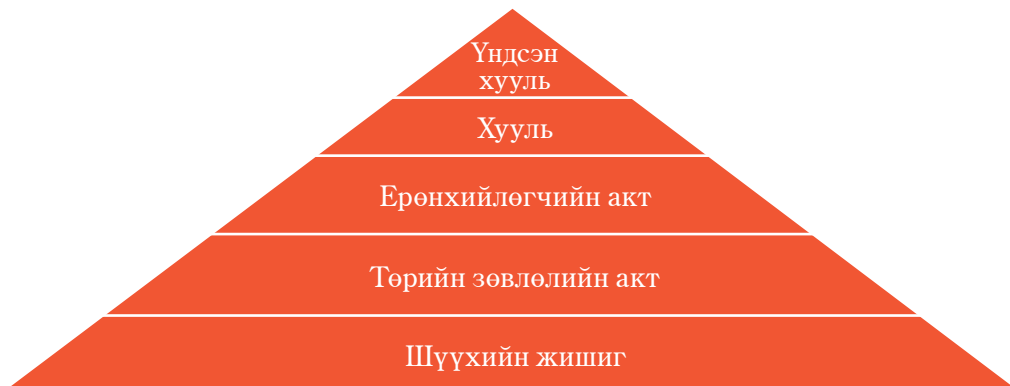 Үндсэн
хууль
Хууль
Ерөнхийлөгчийн акт
Төрийн зөвлөлийн акт
Шүүхийн жишиг